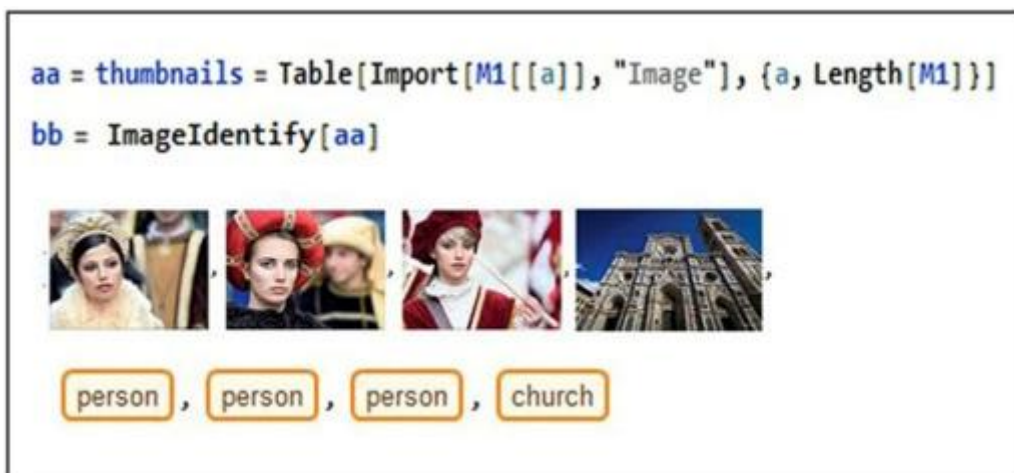 aa = thumbnails = Table[Import[M1[[a]], "Image"], {a, Length[M1]}]
bb = ImageIdentify[aa]
, , , ,
person , person , person , church